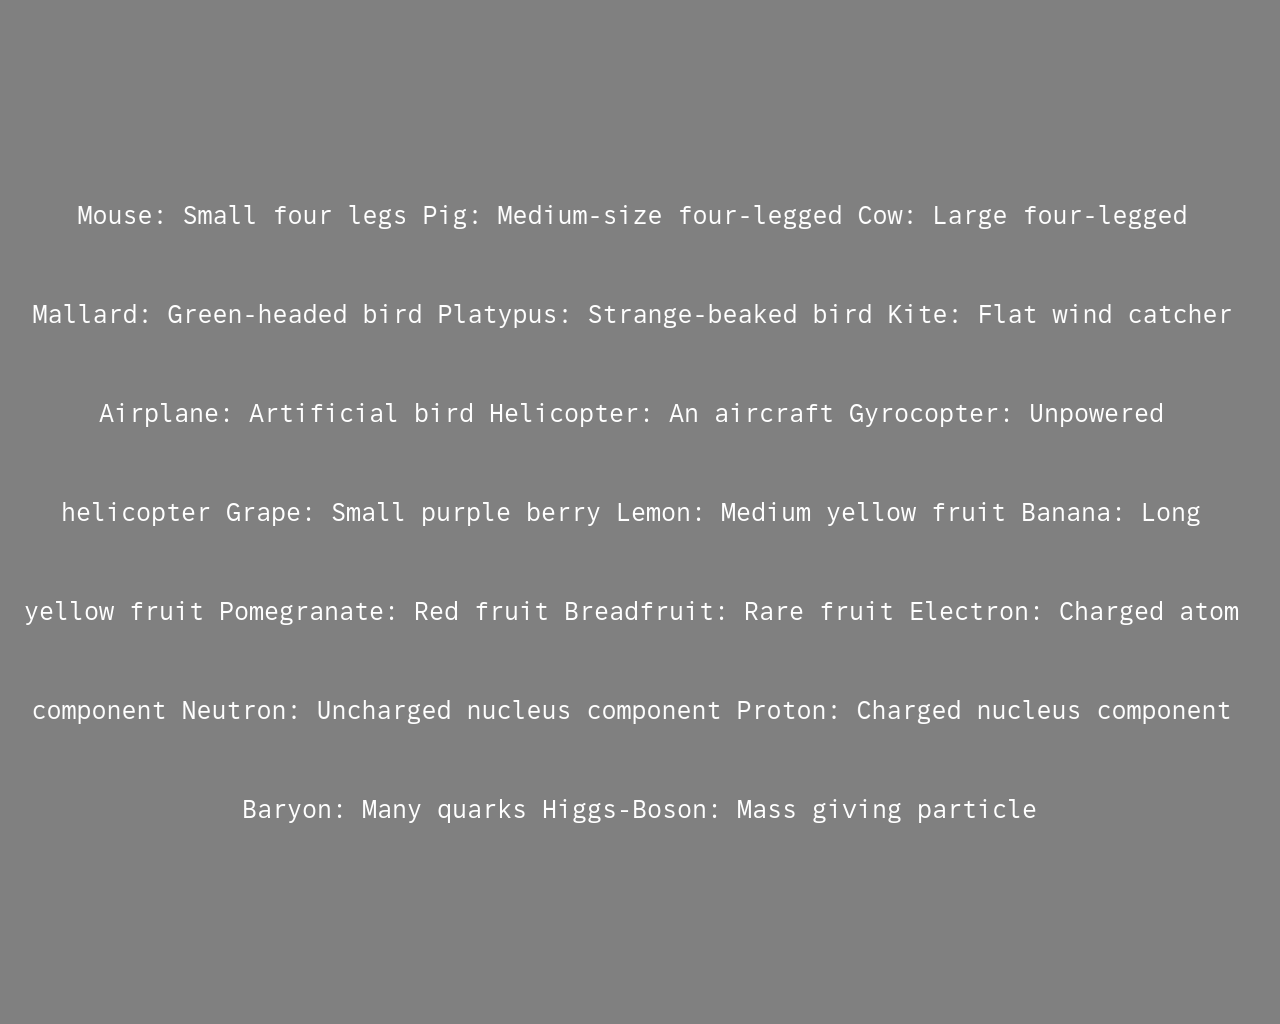 Mouse: Small four legs Pig: Medium-size four-legged Cow: Large four-legged
Mallard: Green-headed bird Platypus: Strange-beaked bird Kite: Flat wind catcher
Airplane: Artificial bird Helicopter: An aircraft Gyrocopter: Unpowered
helicopter Grape: Small purple berry Lemon: Medium yellow fruit Banana: Long
yellow fruit Pomegranate: Red fruit Breadfruit: Rare fruit Electron: Charged atom
component Neutron: Uncharged nucleus component Proton: Charged nucleus component
Baryon: Many quarks Higgs-Boson: Mass giving particle